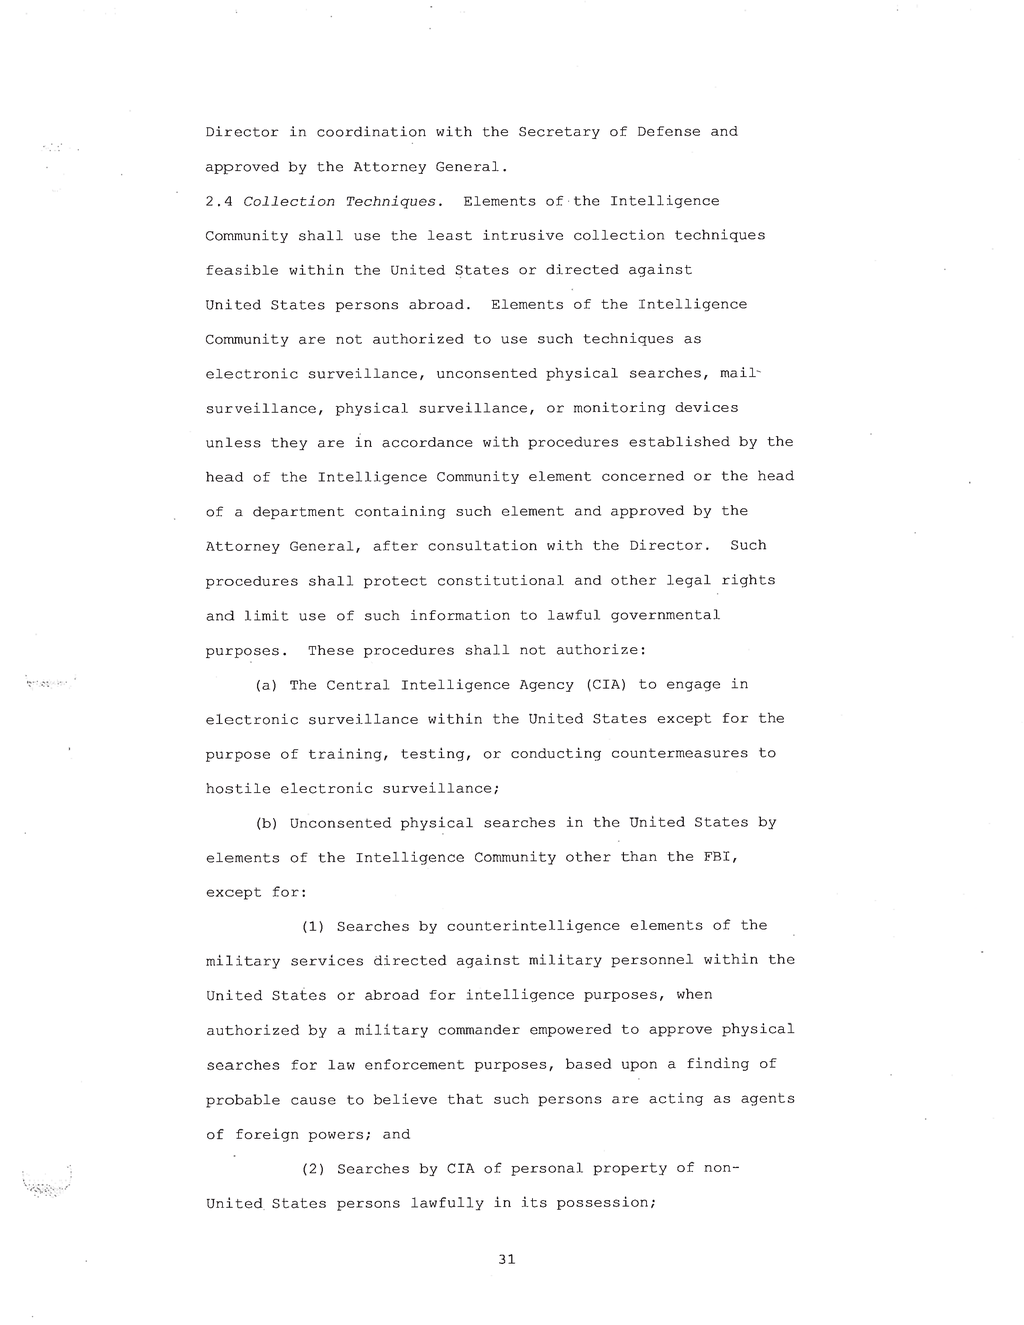 Director in coordination with the Secretary of Defense and
approved by the Attorney General.
2.4 Collection Techniques. Elements of the Intelligence
Community shall use the least intrusive collection techniques
feasible within the United States or directed against
United States persons abroad. Elements of the Intelligence
Community are not authorized to use such techniques as
electronic surveillance, unconsented physical searches, mail
surveillance, physical surveillance, or monitoring devices
unless they are in accordance with procedures established by the
head of the Intelligence Community element concerned or the head
of a department containing such element and approved by the
Attorney General, after consultation with the Director. Such
procedures shall protect constitutional and other legal rights
and limit use of such information to lawful governmental
purposes. These procedures shall not authorize:
(a) The Central Intelligence Agency (CIA) to engage in
electronic surveillance within the United States except for the
purpose of training, testing, or conducting countermeasures to
hostile electronic surveillance;
(b) Unconsented physical searches in the United States by
elements of the Intelligence Community other than the FBI,
except for:
(1) Searches by counterintelligence elements of the
military services directed against military personnel within the
United States or abroad for intelligence purposes, when
authorized by a military commander empowered to approve physical
searches for law enforcement purposes, based upon a finding of
probable cause to believe that such persons are acting as agents
of foreign powers; and
(2) Searches by CIA of personal property of non-
United States persons lawfully in its possession;
31